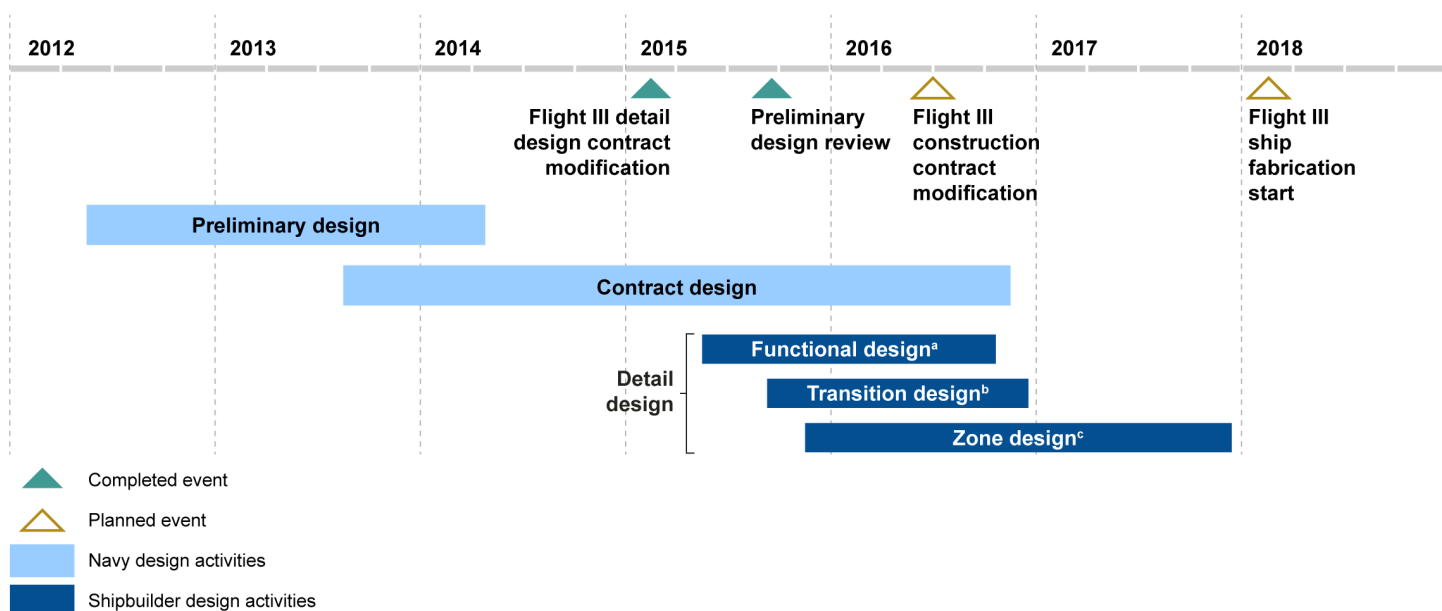 2012 2013 2014 2015 2016 2017 2018
Flight III detail
design contract
modification
Preliminary
design review
Flight III
construction
contract
modification
Flight III
ship
fabrication
start
Preliminary design
Contract design
Detail
design
Functional designᵃ
Transition designᵇ
Zone designᶜ
Completed event
Planned event
Navy design activities
Shipbuilder design activities